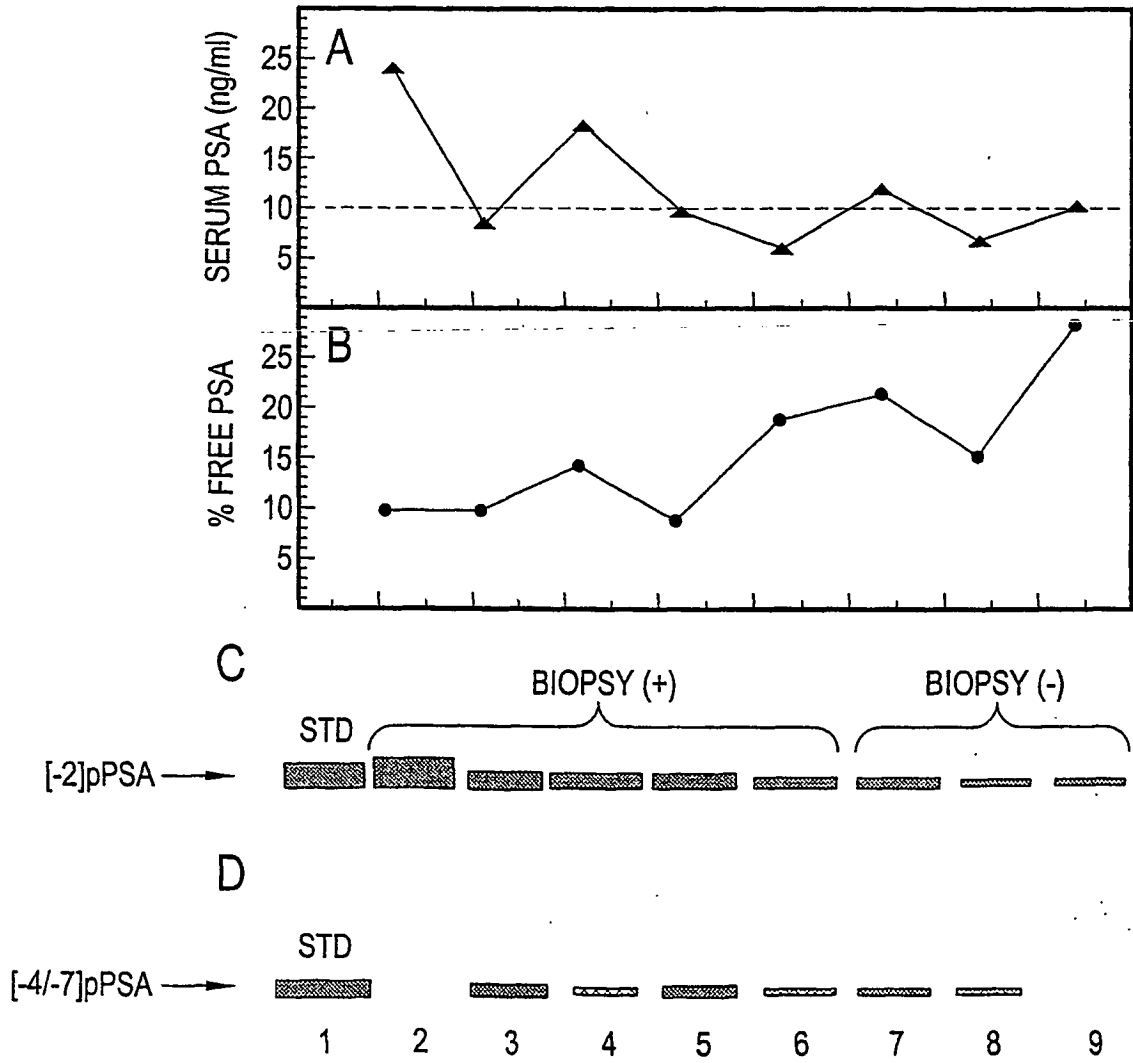 A
SERUM PSA (ng/ml)
25
20
15
10
5
B
% FREE PSA
25
20
15
10
5
C
BIOPSY (+)
BIOPSY (-)
STD
[-2]pPSA
D
STD
[-4/-7]pPSA
1 2 3 4 5 6 7 8 9